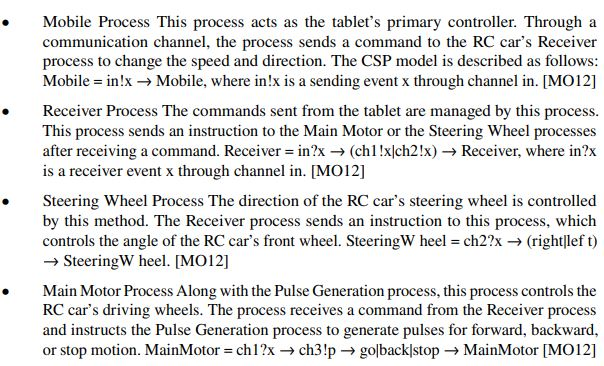 • Mobile Process This process acts as the tablet's primary controller. Through a
communication channel, the process sends a command to the RC car's Receiver
process to change the speed and direction. The CSP model is described as follows:
Mobile = in!x → Mobile, where in!x is a sending event x through channel in. [MO12]
• Receiver Process The commands sent from the tablet are managed by this process.
This process sends an instruction to the Main Motor or the Steering Wheel processes
after receiving a command. Receiver = in?x → (ch1!x|ch2!x) → Receiver, where in?x
is a receiver event x through channel in. [MO12]
• Steering Wheel Process The direction of the RC car's steering wheel is controlled
by this method. The Receiver process sends an instruction to this process, which
controls the angle of the RC car's front wheel. SteeringW heel = ch2?x → (right|lef t)
→ SteeringW heel. [MO12]
• Main Motor Process Along with the Pulse Generation process, this process controls the
RC car's driving wheels. The process receives a command from the Receiver process
and instructs the Pulse Generation process to generate pulses for forward, backward,
or stop motion. MainMotor = ch1?x → ch3!p → go|back|stop → MainMotor [MO12]